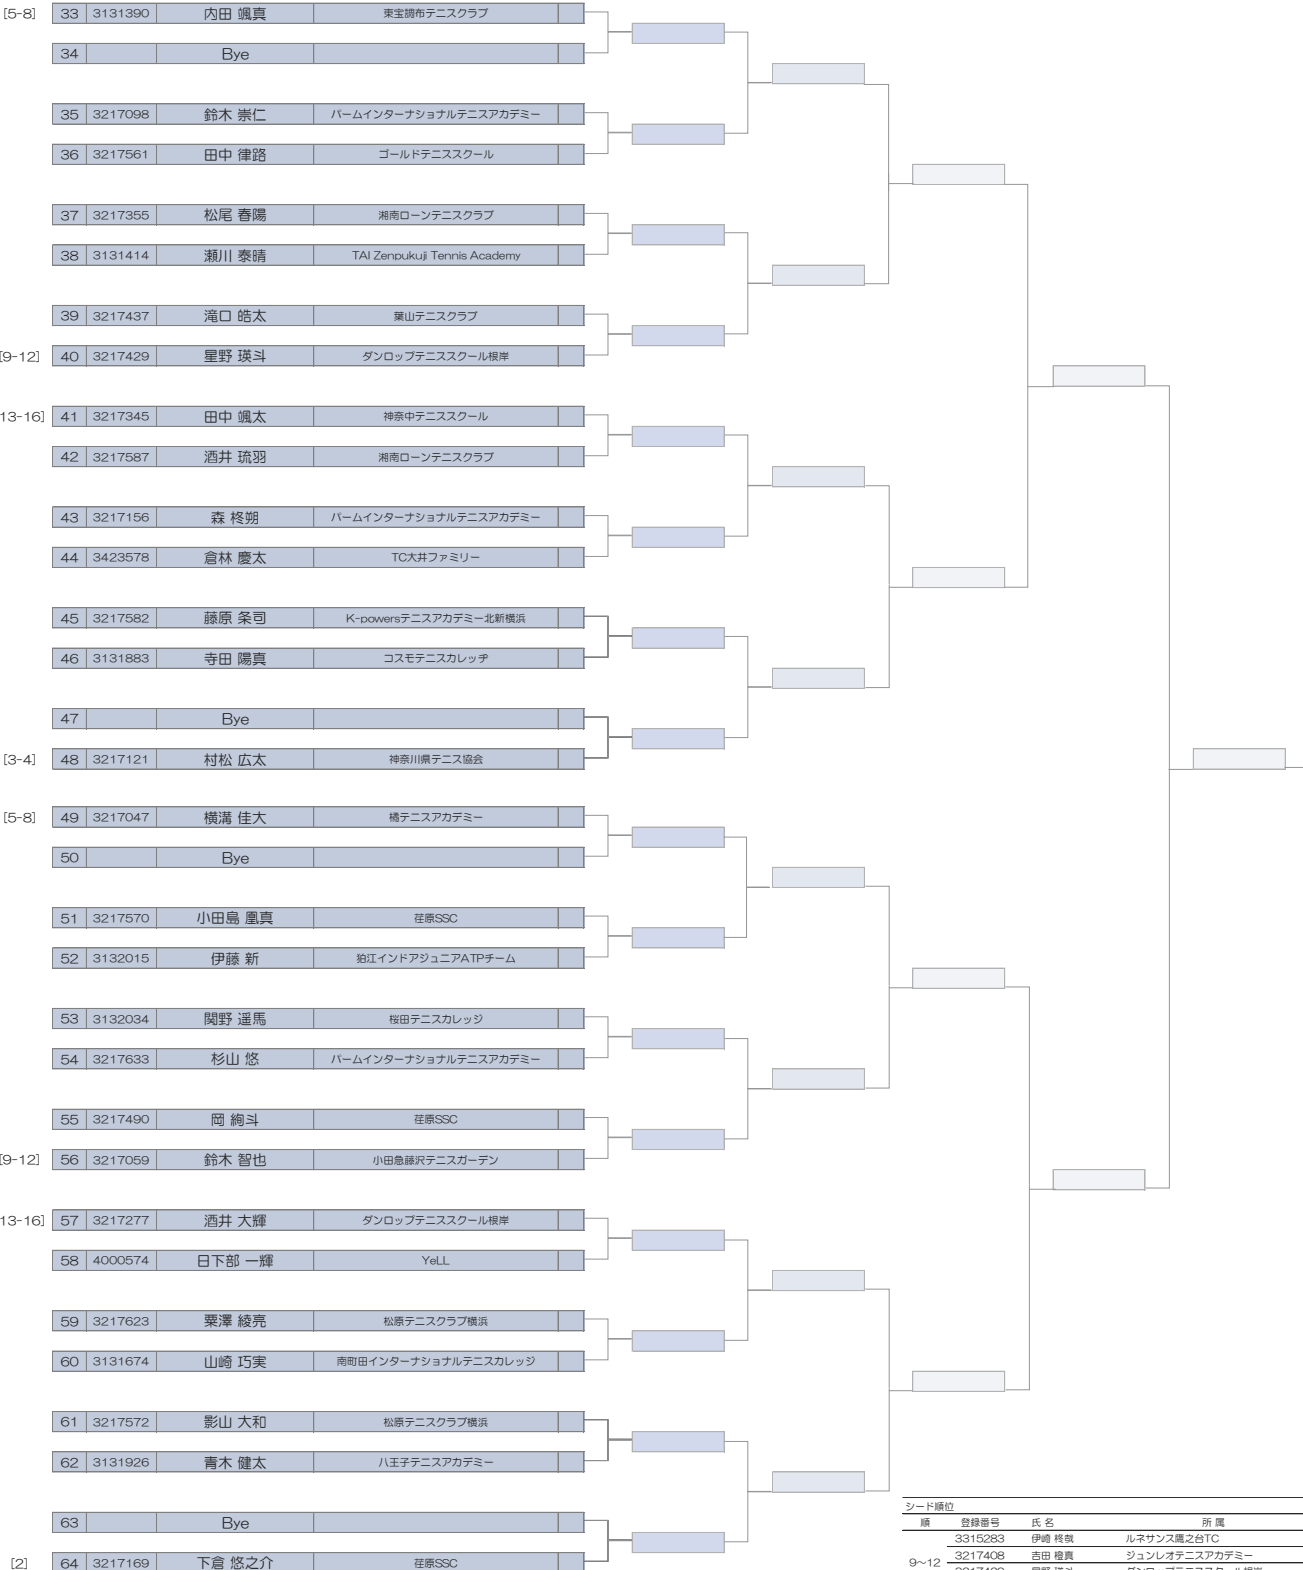 [5-8] 33 3131390 内田 颯真 東宝調布テニスクラブ
34 Bye
35 3217098 鈴木 崇仁 パームインターナショナルテニスアカデミー
36 3217561 田中 律路 ゴールドテニススクール
37 3217355 松尾 春陽 湘南ローンテニスクラブ
38 3131414 瀬川 泰晴 TAI Zenpukuji Tennis Academy
39 3217437 滝口 皓太 葉山テニスクラブ
[9-12] 40 3217429 星野 瑛斗 ダンロップテニススクール根岸
13-16] 41 3217345 田中 颯太 神奈中テニススクール
42 3217587 酒井 琉羽 湘南ローンテニスクラブ
43 3217156 森 柊朔 パームインターナショナルテニスアカデミー
44 3423578 倉林 慶太 TC大井ファミリー
45 3217582 藤原 条司 K-powersテニスアカデミー北新横浜
46 3131883 寺田 陽真 コスモテニスカレッヂ
47 Bye
[3-4] 48 3217121 村松 広太 神奈川県テニス協会
[5-8] 49 3217047 横溝 佳大 橘テニスアカデミー
50 Bye
51 3217570 小田島 凰真 荏原SSC
52 3132015 伊藤 新 狛江インドアジュニアATPチーム
53 3132034 関野 遥馬 桜田テニスカレッジ
54 3217633 杉山 悠 パームインターナショナルテニスアカデミー
55 3217490 岡 絢斗 荏原SSC
[9-12] 56 3217059 鈴木 智也 小田急藤沢テニスガーデン
13-16] 57 3217277 酒井 大輝 ダンロップテニススクール根岸
58 4000574 日下部 一輝 YeLL
59 3217623 粟澤 綾亮 松原テニスクラブ横浜
60 3131674 山崎 巧実 南町田インターナショナルテニスカレッジ
61 3217572 影山 大和 松原テニスクラブ横浜
62 3131926 青木 健太 八王子テニスアカデミー
63 Bye
[2] 64 3217169 下倉 悠之介 荏原SSC
シード順位
順 登録番号 氏 名 所 属
3315283 伊崎 柊哉 ルネサンス鷹之台TC
9~12 3217408 吉田 橙真 ジュンレオテニスアカデミー